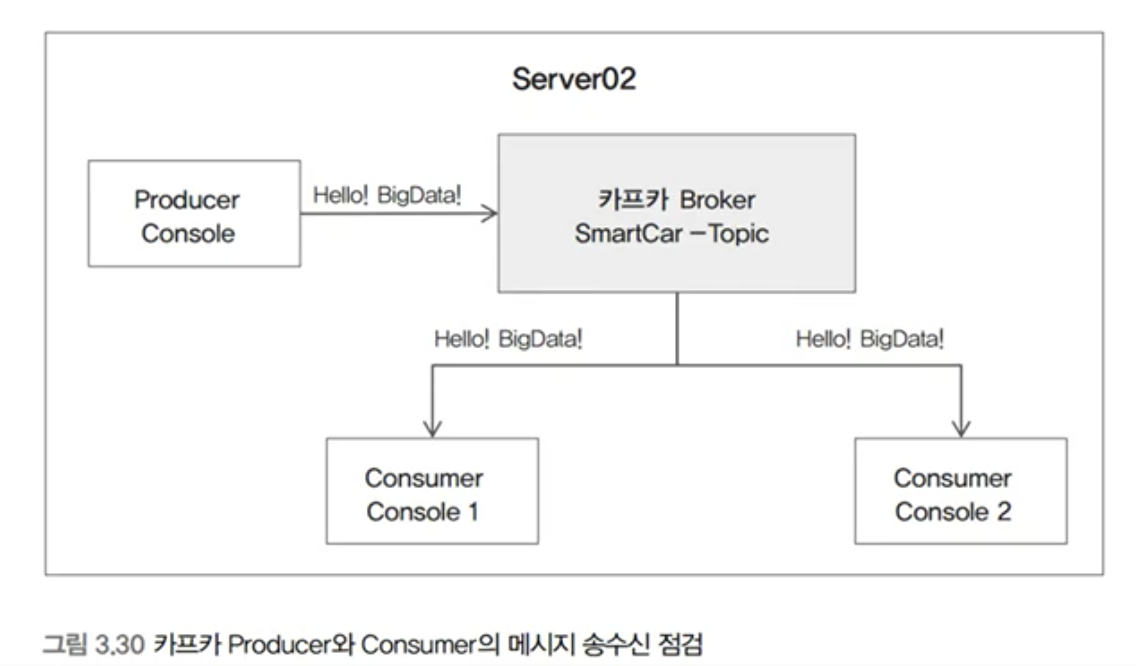 Server02
Producer
Console
Hello! BigData!
카프카 Broker
SmartCar –Topic
Hello! BigData!
Hello! BigData!
Consumer
Console 1
Consumer
Console 2
그림 3.30 카프카 Producer와 Consumer의 메시지 송수신 점검